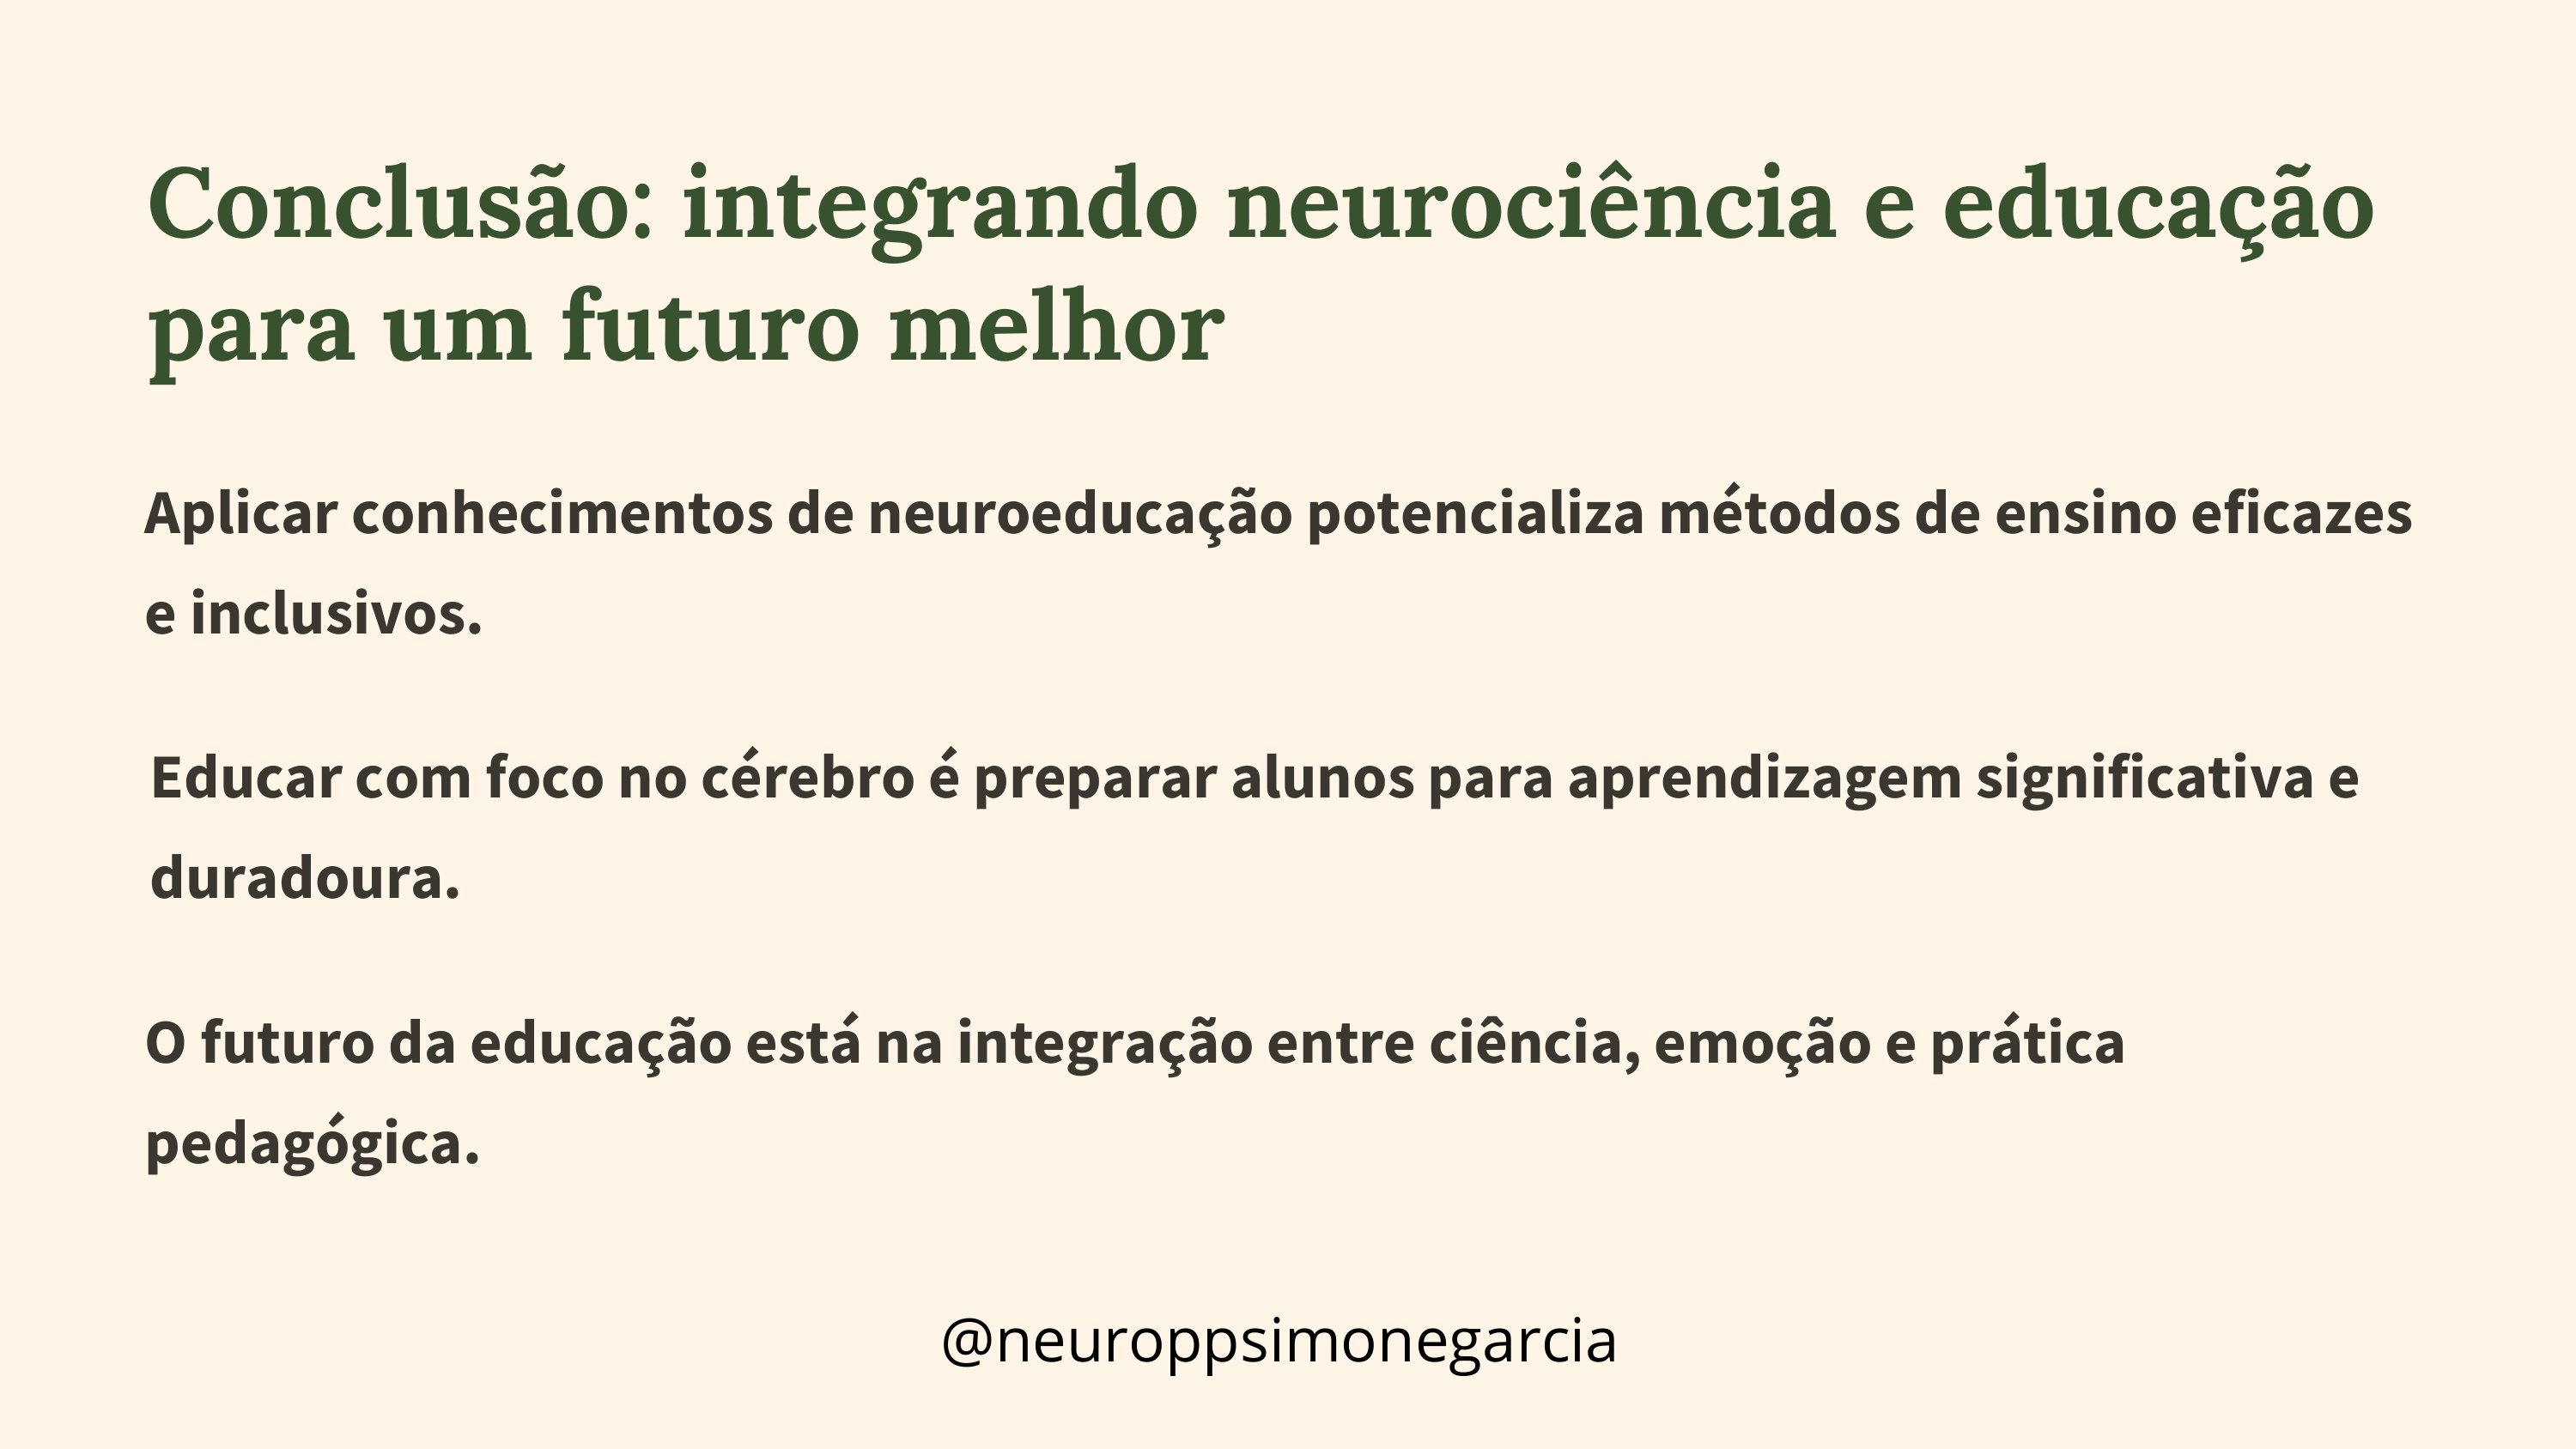 Conclusão: integrando neurociência e educação
para um futuro melhor
Aplicar conhecimentos de neuroeducação potencializa métodos de ensino eficazes
e inclusivos.
Educar com foco no cérebro é preparar alunos para aprendizagem significativa e
duradoura.
O futuro da educação está na integração entre ciência, emoção e prática
pedagógica.
@neuroppsimonegarcia